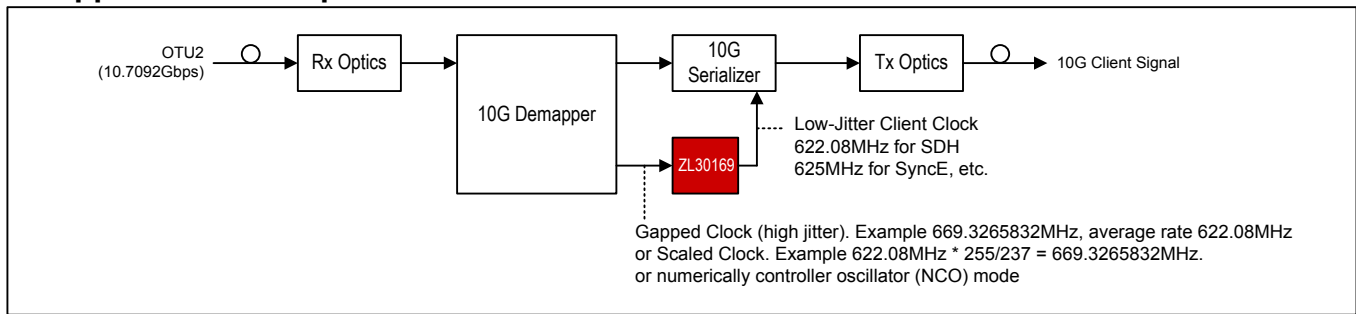 OTU2
(10.7092Gbps)
Rx Optics
10G Demapper
10G
Serializer
Tx Optics
10G Client Signal
ZL30169
Low-Jitter Client Clock
622.08MHz for SDH
625MHz for SyncE, etc.
Gapped Clock (high jitter). Example 669.3265832MHz, average rate 622.08MHz
or Scaled Clock. Example 622.08MHz * 255/237 = 669.3265832MHz.
or numerically controller oscillator (NCO) mode